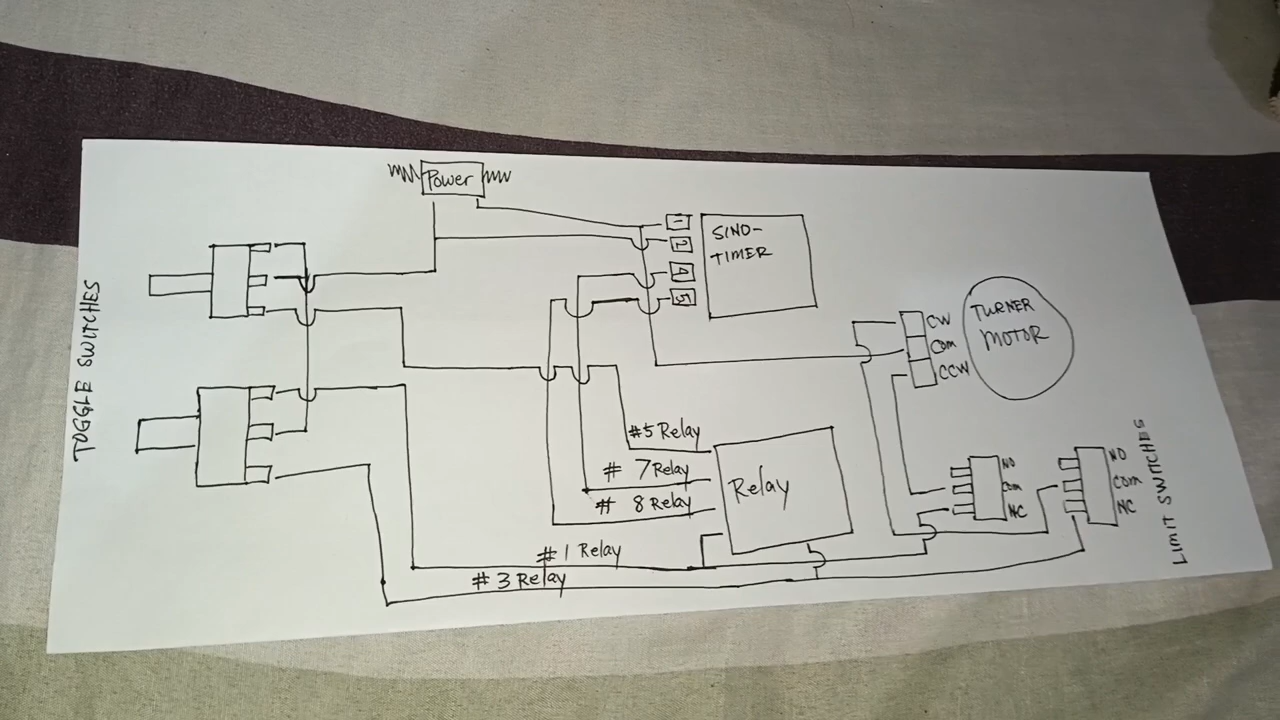 Power
1
2
4
5
SINO-
TIMER
TOGGLE SWITCHES
CW
COM
CCW
TURNER
MOTOR
#5 Relay
# 7 Relay
# 8 Relay
# 1 Relay
# 3 Relay
Relay
NO
Com
NC
NO
COM
NC
LIMIT SWITCHES